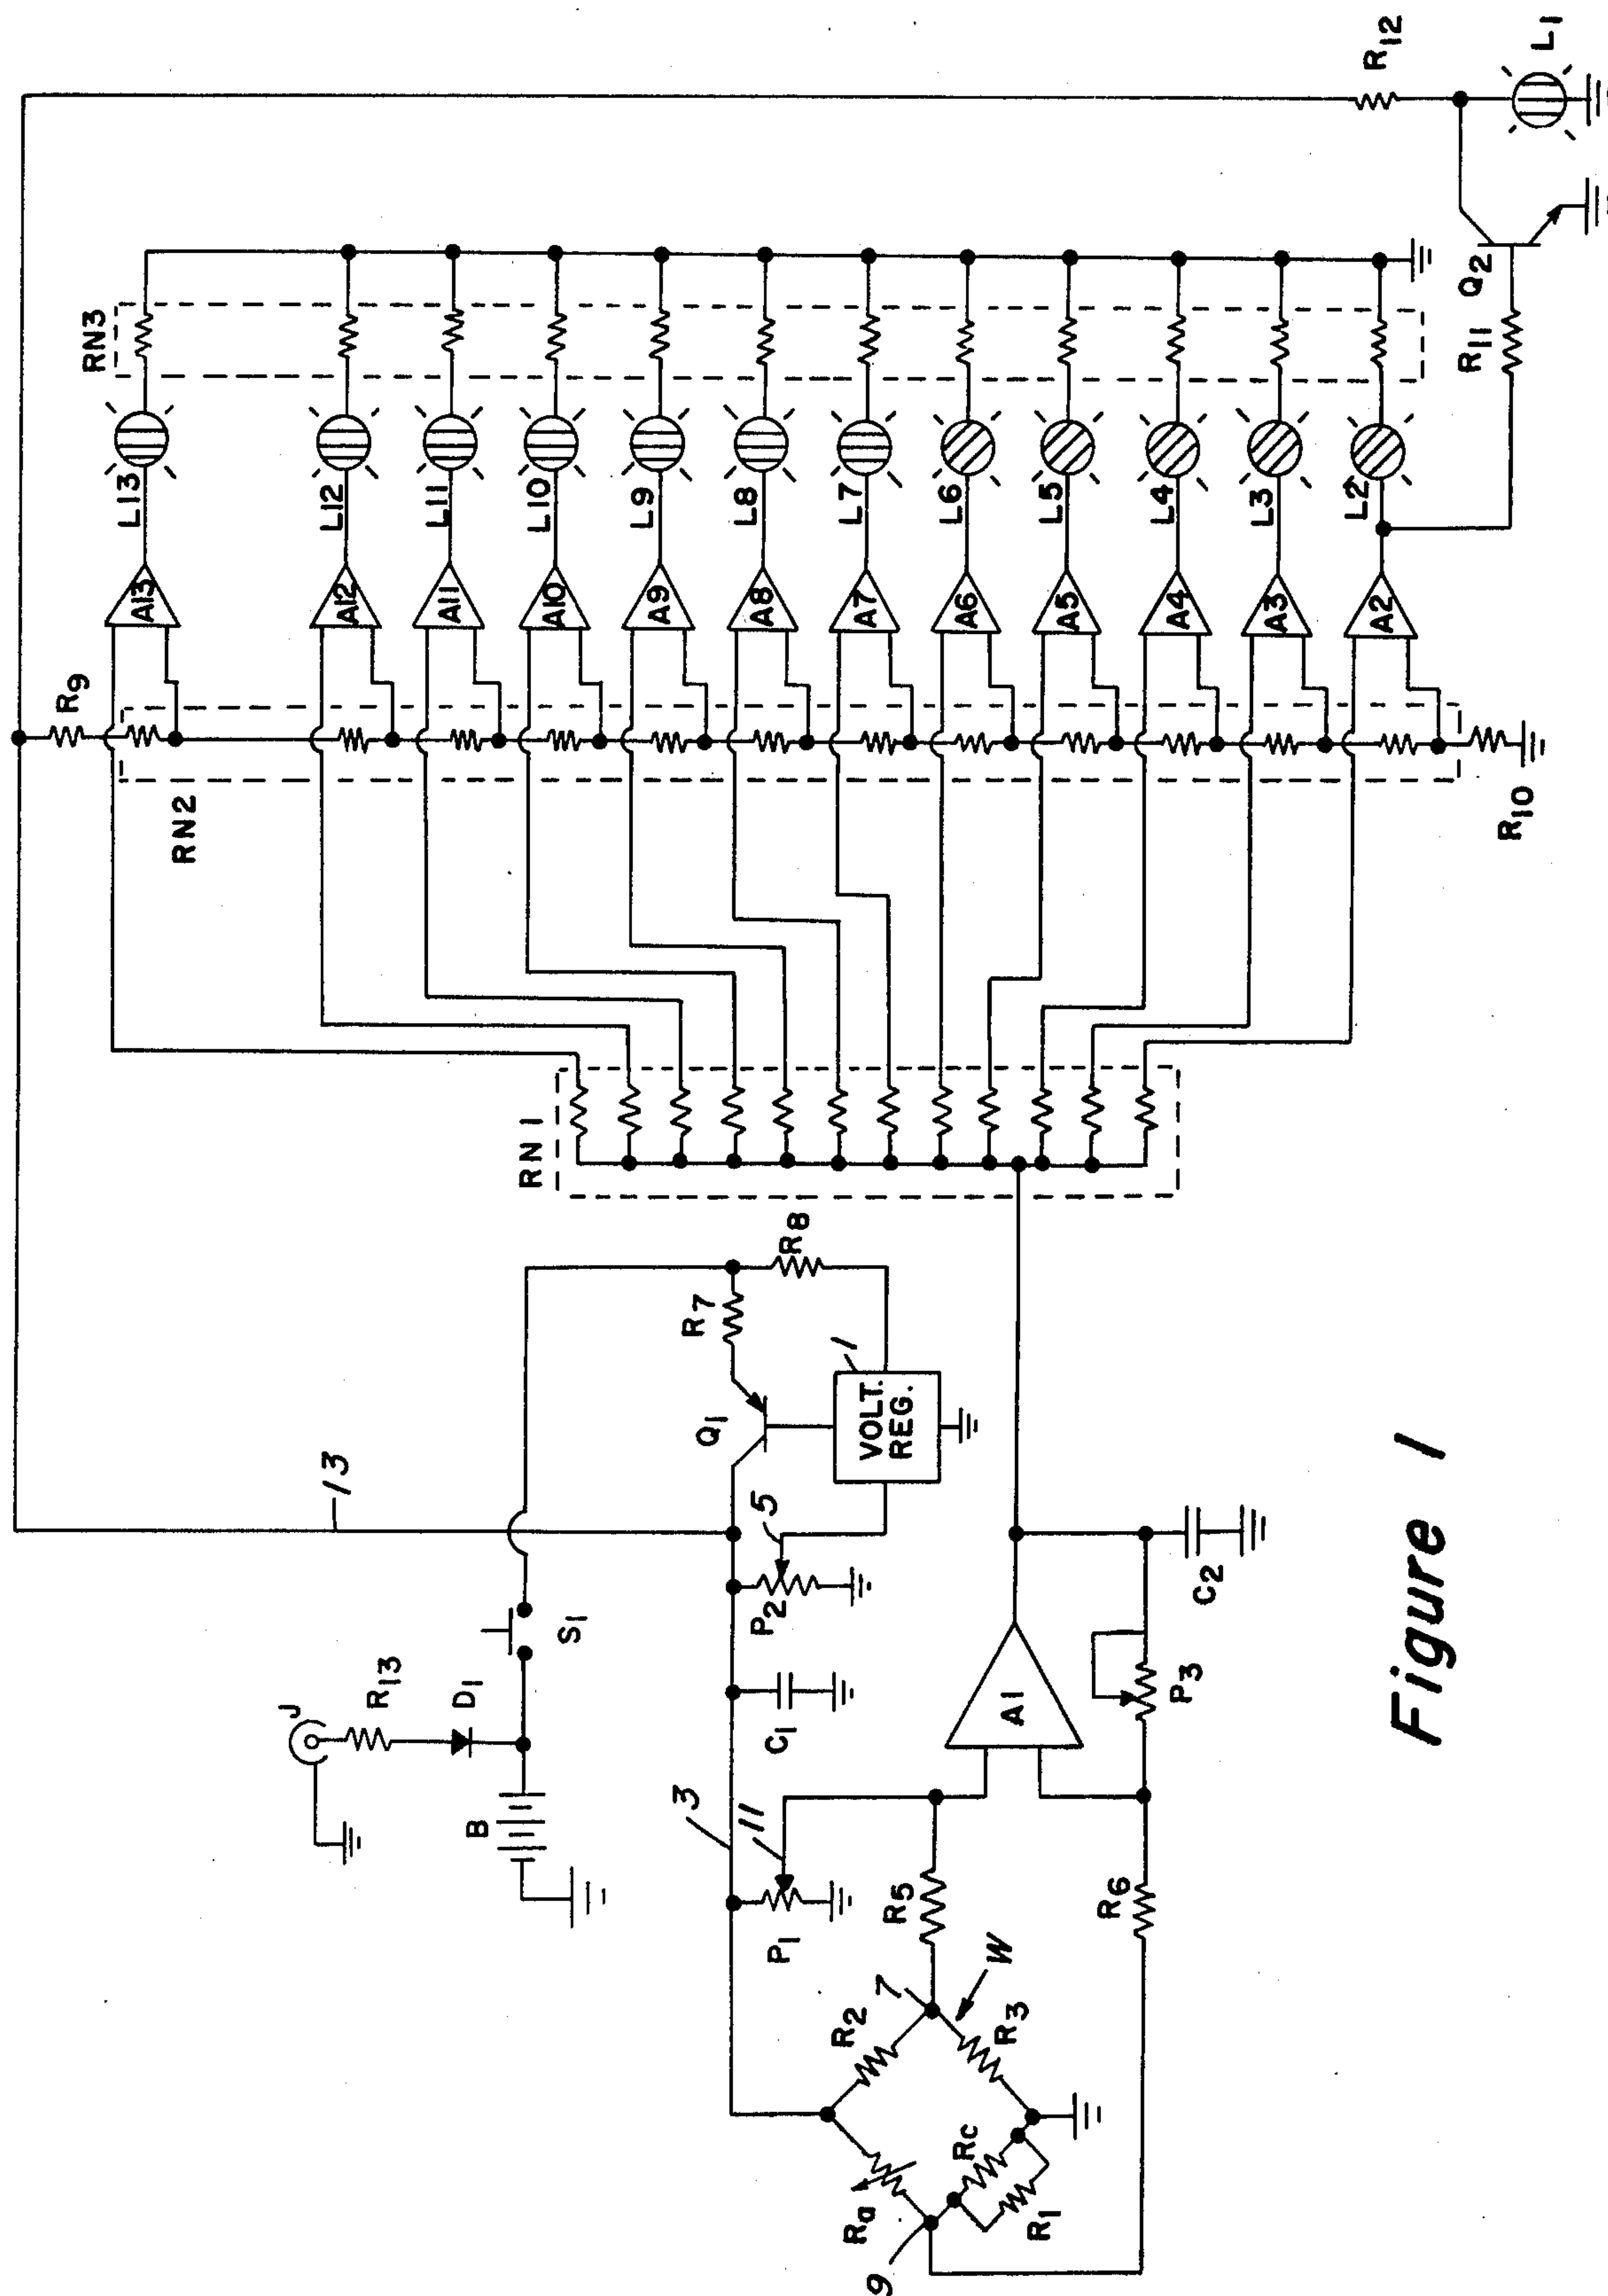 R12
L1
RN3
L13
L12
L11
L10
L9
L8
L7
L6
L5
L4
L3
L2
Q2
R11
A13
A12
A11
A10
A9
A8
A7
A6
A5
A4
A3
A2
R9
RN2
R10
RN1
13
J
R13
D1
B
S1
R8
R7
Q1
1
VOLT.
REG.
5
P2
C1
3
11
P1
A1
C2
P3
R5
R6
7
W
R2
R3
Ra
Rc
R1
9
Figure 1